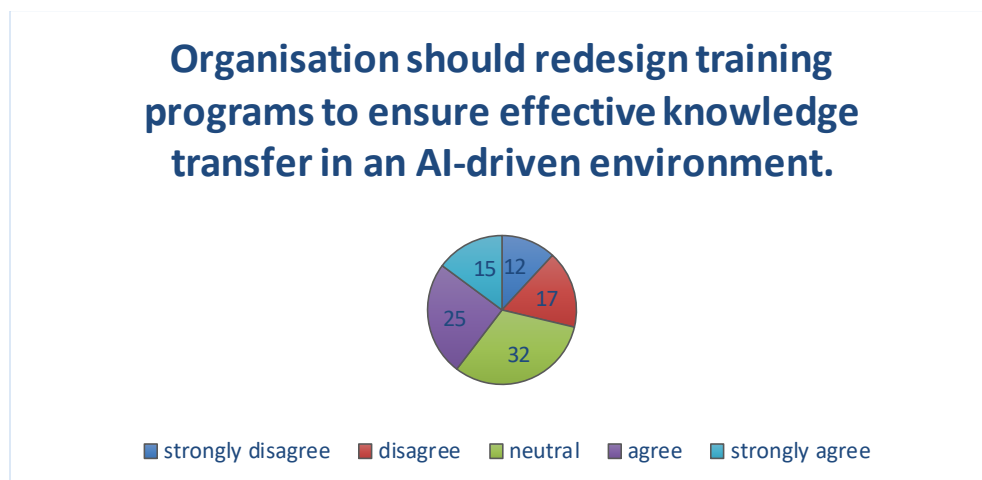 Organisation should redesign training
programs to ensure effective knowledge
transfer in an AI-driven environment.
15 12
17
25
32
strongly disagree disagree neutral agree strongly agree